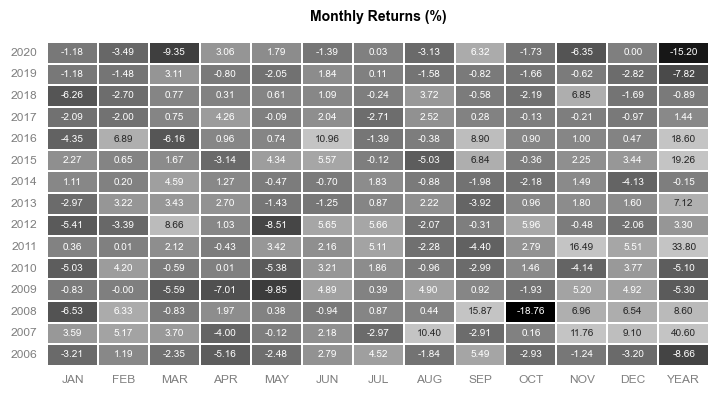 Monthly Returns (%)
2020 -1.18 -3.49 -9.35 3.06 1.79 -1.39 0.03 -3.13 6.32 -1.73 -6.35 0.00 -15.20
2019 -1.18 -1.48 3.11 -0.80 -2.05 1.84 0.11 -1.58 -0.82 -1.66 -0.62 -2.82 -7.82
2018 -6.26 -2.70 0.77 0.31 0.61 1.09 -0.24 3.72 -0.58 -2.19 6.85 -1.69 -0.89
2017 -2.09 -2.00 0.75 4.26 -0.09 2.04 -2.71 2.52 0.28 -0.13 -0.21 -0.97 1.44
2016 -4.35 6.89 -6.16 0.96 0.74 10.96 -1.39 -0.38 8.90 0.90 1.00 0.47 18.60
2015 2.27 0.65 1.67 -3.14 4.34 5.57 -0.12 -5.03 6.84 -0.36 2.25 3.44 19.26
2014 1.11 0.20 4.59 1.27 -0.47 -0.70 1.83 -0.88 -1.98 -2.18 1.49 -4.13 -0.15
2013 -2.97 3.22 3.43 2.70 -1.43 -1.25 0.87 2.22 -3.92 0.96 1.80 1.60 7.12
2012 -5.41 -3.39 8.66 1.03 -8.51 5.65 5.66 -2.07 -0.31 5.96 -0.48 -2.06 3.30
2011 0.36 0.01 2.12 -0.43 3.42 2.16 5.11 -2.28 -4.40 2.79 16.49 5.51 33.80
2010 -5.03 4.20 -0.59 0.01 -5.38 3.21 1.86 -0.96 -2.99 1.46 -4.14 3.77 -5.10
2009 -0.83 -0.00 -5.59 -7.01 -9.85 4.89 0.39 4.90 0.92 -1.93 5.20 4.92 -5.30
2008 -6.53 6.33 -0.83 1.97 0.38 -0.94 0.87 0.44 15.87 -18.76 6.96 6.54 8.60
2007 3.59 5.17 3.70 -4.00 -0.12 2.18 -2.97 10.40 -2.91 0.16 11.76 9.10 40.60
2006 -3.21 1.19 -2.35 -5.16 -2.48 2.79 4.52 -1.84 5.49 -2.93 -1.24 -3.20 -8.66
JAN FEB MAR APR MAY JUN JUL AUG SEP OCT NOV DEC YEAR